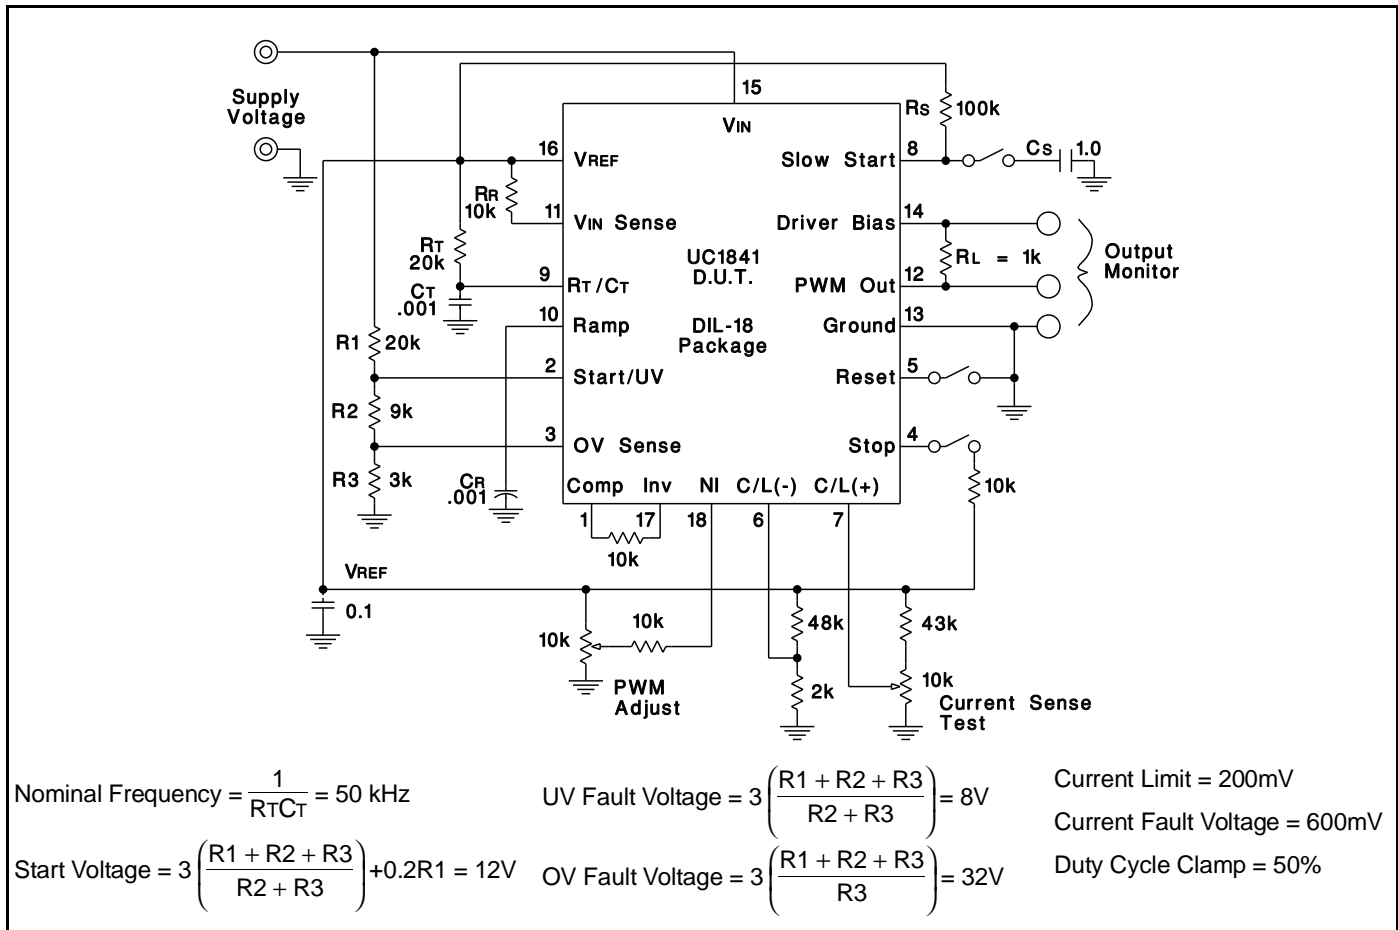 Supply
Voltage
15
VIN
Rs 100k
16 VREF
Slow Start 8
Cs 1.0
RR
10k
11 VIN Sense
Driver Bias 14
RT
20k
UC1841
D.U.T.
RL = 1k
Output
Monitor
9 RT/CT
PWM Out 12
CT
.001
10 Ramp
DIL-18
Package
Ground 13
R1 20k
2 Start/UV
Reset 5
R2 9k
3 OV Sense
Stop 4
R3 3k
CR
.001
Comp Inv NI C/L(-) C/L(+)
10k
1 17 18 6 7
10k
VREF
0.1
10k
10k
48k
43k
PWM
Adjust
2k
10k
Current Sense
Test
Nominal Frequency = 1 / RTCT = 50 kHz
Start Voltage = 3 (R1 + R2 + R3 / R2 + R3) +0.2R1 = 12V
UV Fault Voltage = 3 (R1 + R2 + R3 / R2 + R3) = 8V
OV Fault Voltage = 3 (R1 + R2 + R3 / R3) = 32V
Current Limit = 200mV
Current Fault Voltage = 600mV
Duty Cycle Clamp = 50%